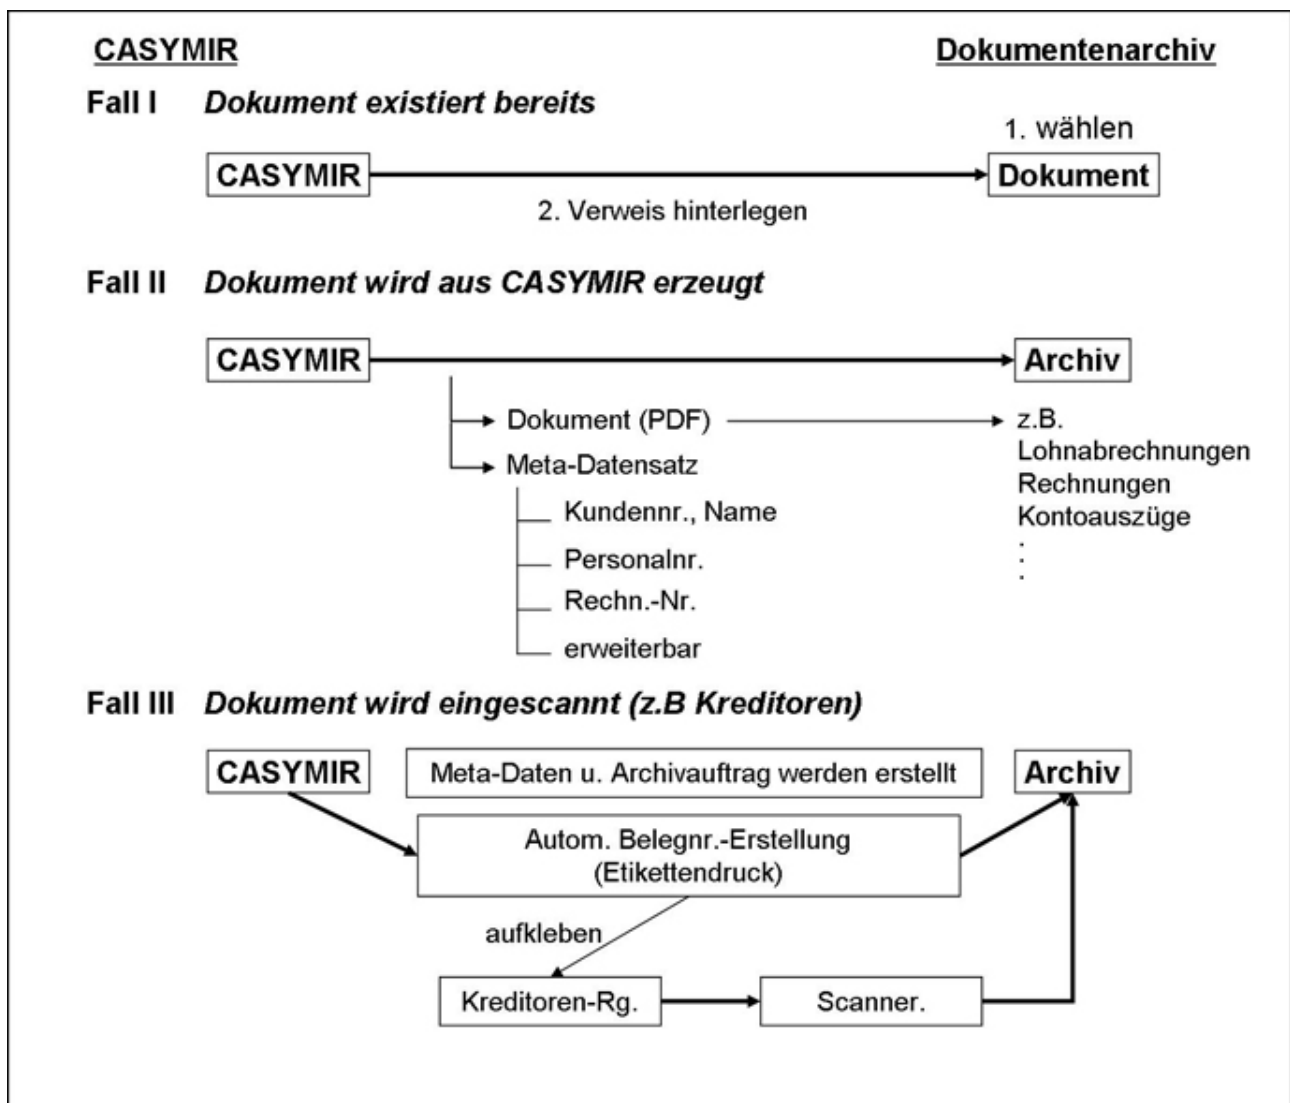 CASYMIR Dokumentenarchiv
Fall I Dokument existiert bereits
1. wählen
CASYMIR Dokument
2. Verweis hinterlegen
Fall II Dokument wird aus CASYMIR erzeugt
CASYMIR Archiv
Dokument (PDF) z.B.
Lohnabrechnungen
Meta-Datensatz
Rechnungen
Kundennr., Name
Kontoauszüge
Personalnr.
Rechn.-Nr.
erweiterbar
Fall III Dokument wird eingescannt (z.B Kreditoren)
CASYMIR Meta-Daten u. Archivauftrag werden erstellt Archiv
Autom. Belegnr.-Erstellung
(Etikettendruck)
aufkleben
Kreditoren-Rg. Scanner.